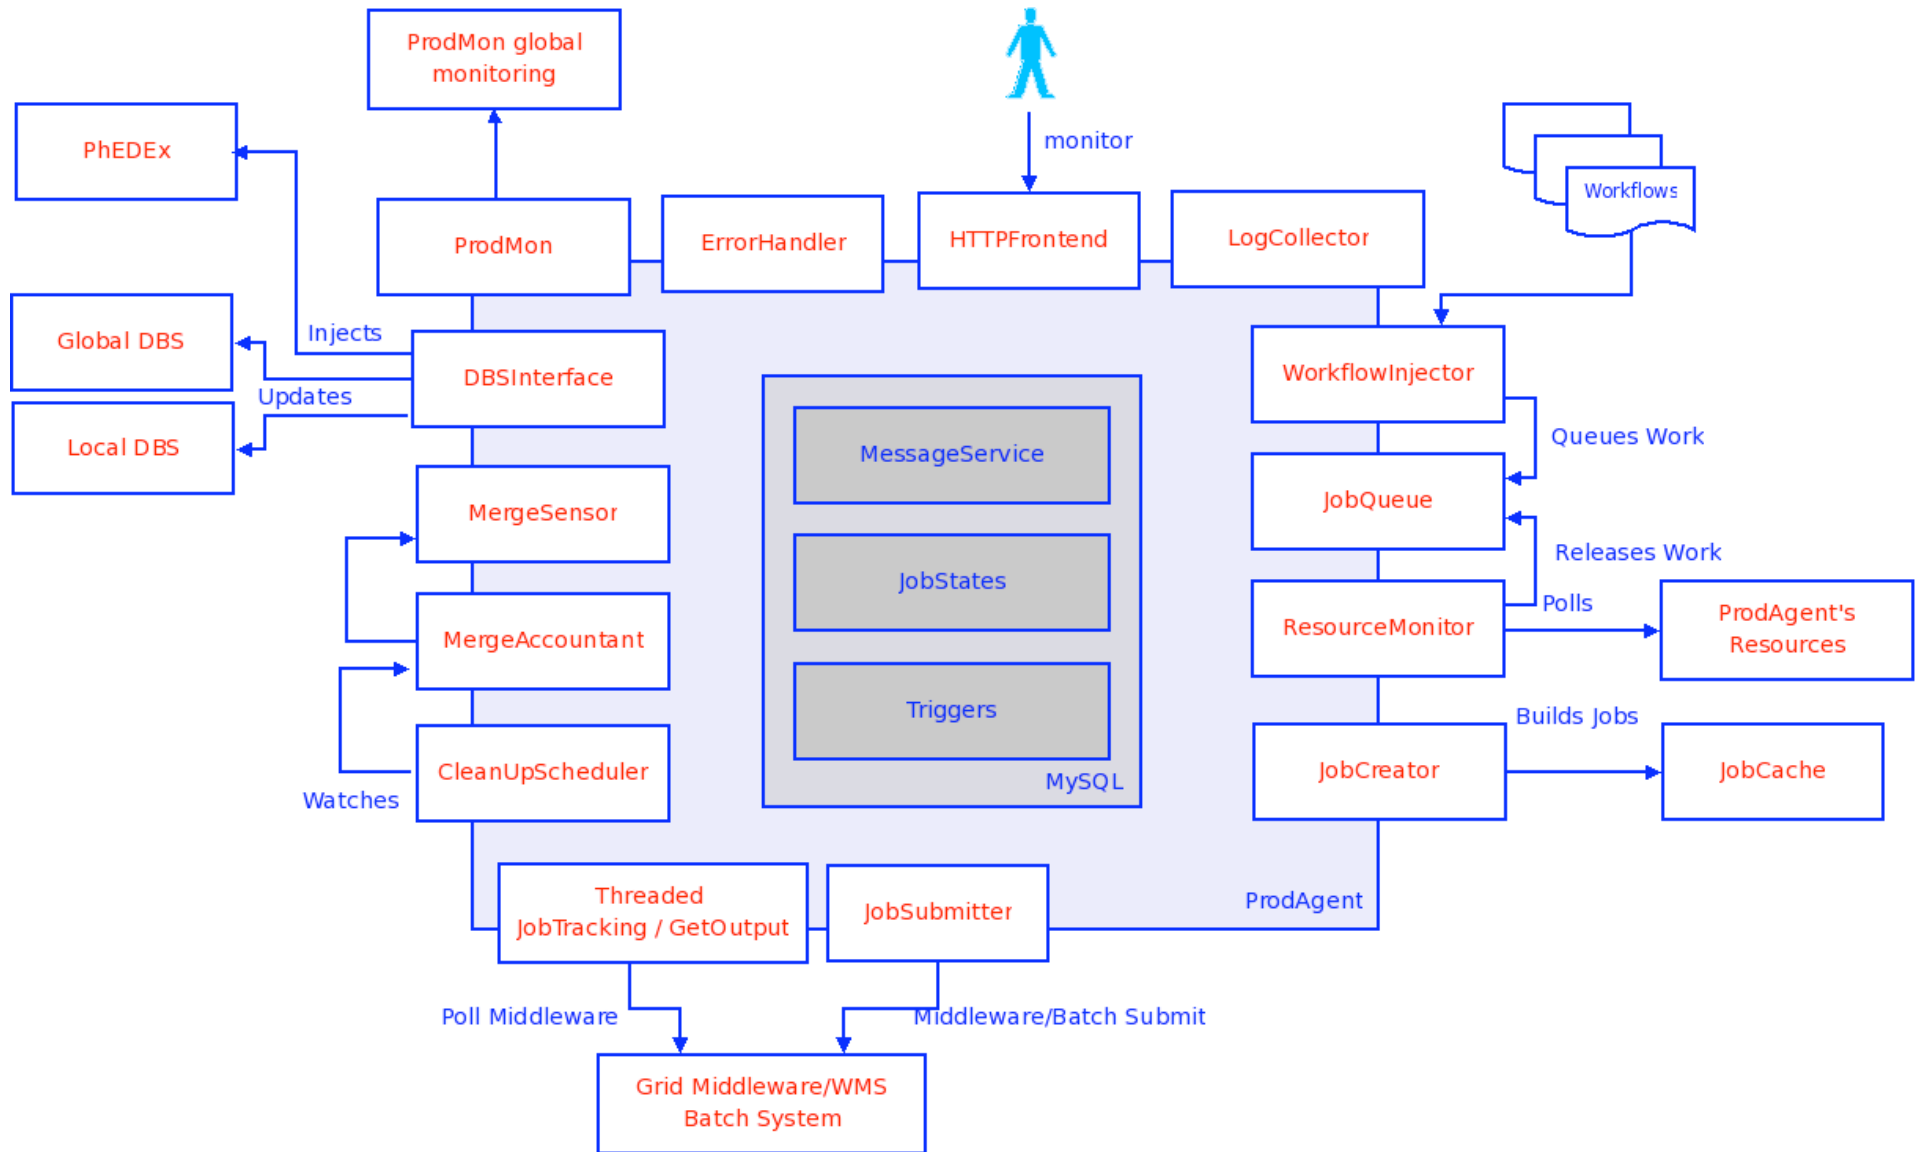 ProdMon global
monitoring
PhEDEx
monitor
Workflows
ProdMon
ErrorHandler
HTTPFrontend
LogCollector
Global DBS
Injects
DBSInterface
WorkflowInjector
Updates
Local DBS
MessageService
Queues Work
MergeSensor
JobQueue
Releases Work
JobStates
Polls
MergeAccountant
ResourceMonitor
ProdAgent's
Resources
Triggers
Builds Jobs
CleanUpScheduler
MySQL
JobCreator
JobCache
Watches
Threaded
JobTracking / GetOutput
JobSubmitter
ProdAgent
Poll Middleware
Middleware/Batch Submit
Grid Middleware/WMS
Batch System